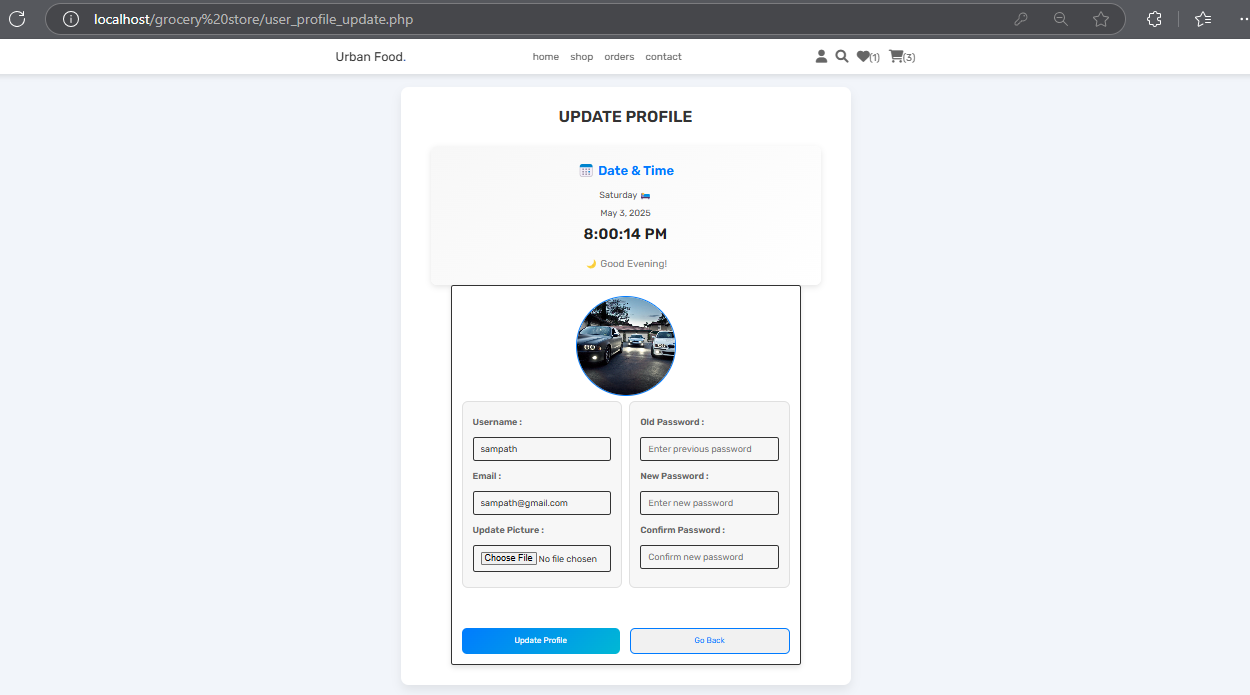 localhost/grocery%20store/user_profile_update.php
Urban Food. home shop orders contact (1) (3)
UPDATE PROFILE
Date & Time
Saturday
May 3, 2025
8:00:14 PM
Good Evening!
Username :
sampath
Email :
sampath@gmail.com
Update Picture :
Choose File No file chosen
Old Password :
Enter previous password
New Password :
Enter new password
Confirm Password :
Confirm new password
Update Profile
Go Back